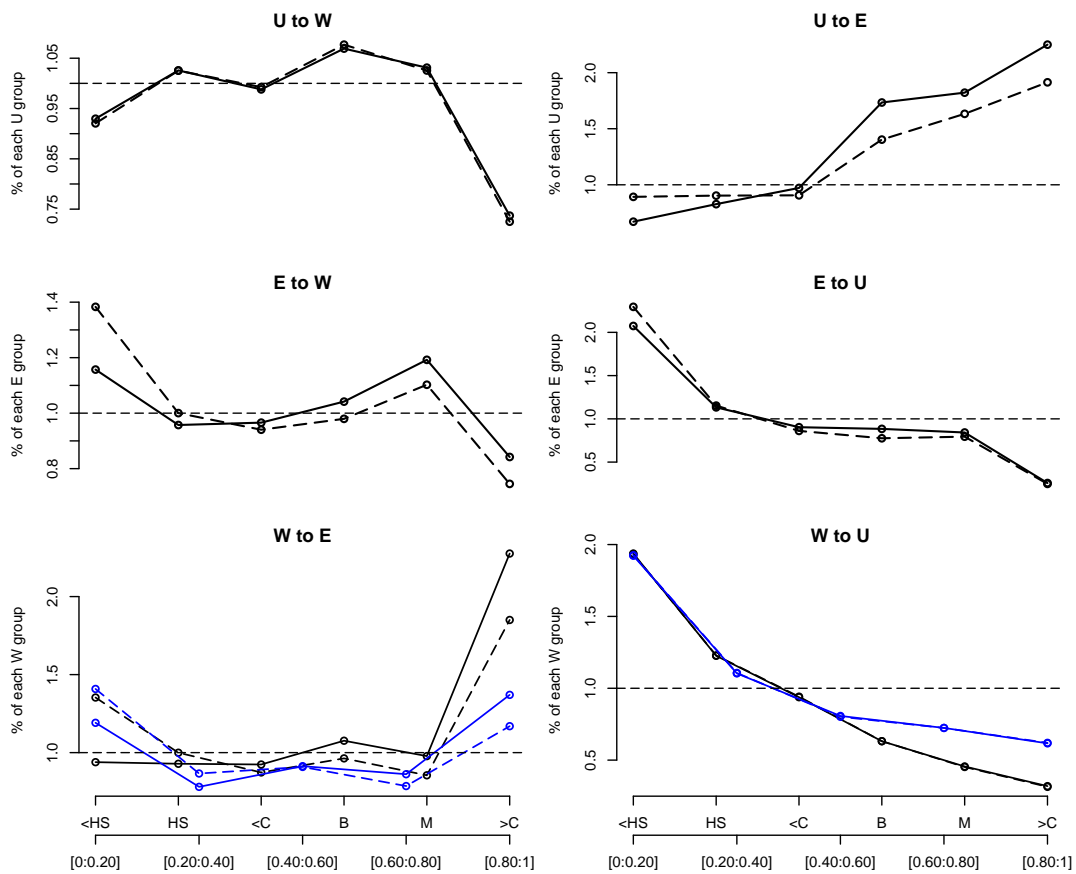 U to W
% of each U group
1.05
0.95
0.85
0.75
U to E
% of each U group
2.0
1.5
1.0
E to W
% of each E group
1.4
1.2
1.0
0.8
E to U
% of each E group
2.0
1.5
1.0
0.5
W to E
% of each W group
2.0
1.5
1.0
<HS HS <C B M >C
[0:0.20] [0.20:0.40] [0.40:0.60] [0.60:0.80] [0.80:1]
W to U
% of each W group
2.0
1.5
1.0
0.5
<HS HS <C B M >C
[0:0.20] [0.20:0.40] [0.40:0.60] [0.60:0.80] [0.80:1]